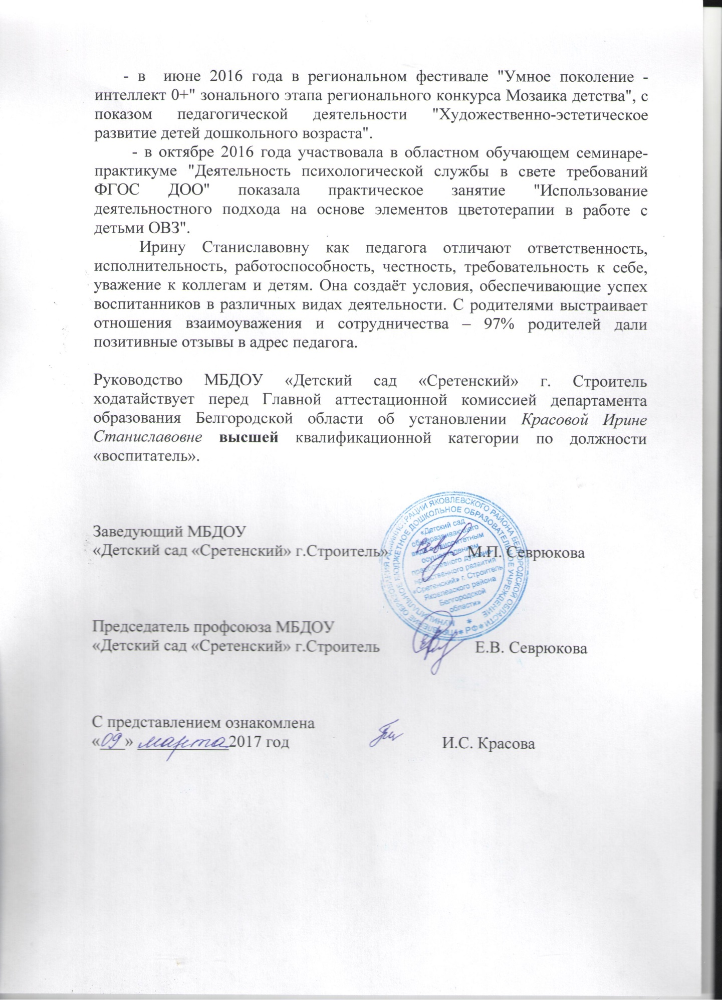 - в июне 2016 года в региональном фестивале "Умное поколение -
интеллект 0+" зонального этапа регионального конкурса Мозаика детства", с
показом педагогической деятельности "Художественно-эстетическое
развитие детей дошкольного возраста".
- в октябре 2016 года участвовала в областном обучающем семинаре-
практикуме "Деятельность психологической службы в свете требований
ФГОС ДОО" показала практическое занятие "Использование
деятельностного подхода на основе элементов цветотерапии в работе с
детьми ОВЗ".
Ирину Станиславовну как педагога отличают ответственность,
исполнительность, работоспособность, честность, требовательность к себе,
уважение к коллегам и детям. Она создаёт условия, обеспечивающие успех
воспитанников в различных видах деятельности. С родителями выстраивает
отношения взаимоуважения и сотрудничества – 97% родителей дали
позитивные отзывы в адрес педагога.
Руководство МБДОУ «Детский сад «Сретенский» г. Строитель
ходатайствует перед Главной аттестационной комиссией департамента
образования Белгородской области об установлении Красовой Ирине
Станиславовне высшей квалификационной категории по должности
«воспитатель».
Заведующий МБДОУ
«Детский сад «Сретенский» г.Строитель» М.П. Севрюкова
УПРАВЛЕНИЕ ОБРАЗОВАНИЯ АДМИНИСТРАЦИИ ЯКОВЛЕВСКОГО РАЙОНА БЕЛГОРОДСКОЙ ОБЛАСТИ * РФ *
МУНИЦИПАЛЬНОЕ БЮДЖЕТНОЕ ДОШКОЛЬНОЕ ОБРАЗОВАТЕЛЬНОЕ УЧРЕЖДЕНИЕ *
«Детский сад
общеразвивающего
вида с приоритетным
осуществлением
православного духовно-
нравственного развития
«Сретенский» г. Строитель
Яковлевского района
Белгородской
области»
Председатель профсоюза МБДОУ
«Детский сад «Сретенский» г.Строитель Е.В. Севрюкова
С представлением ознакомлена
«09» марта 2017 год И.С. Красова